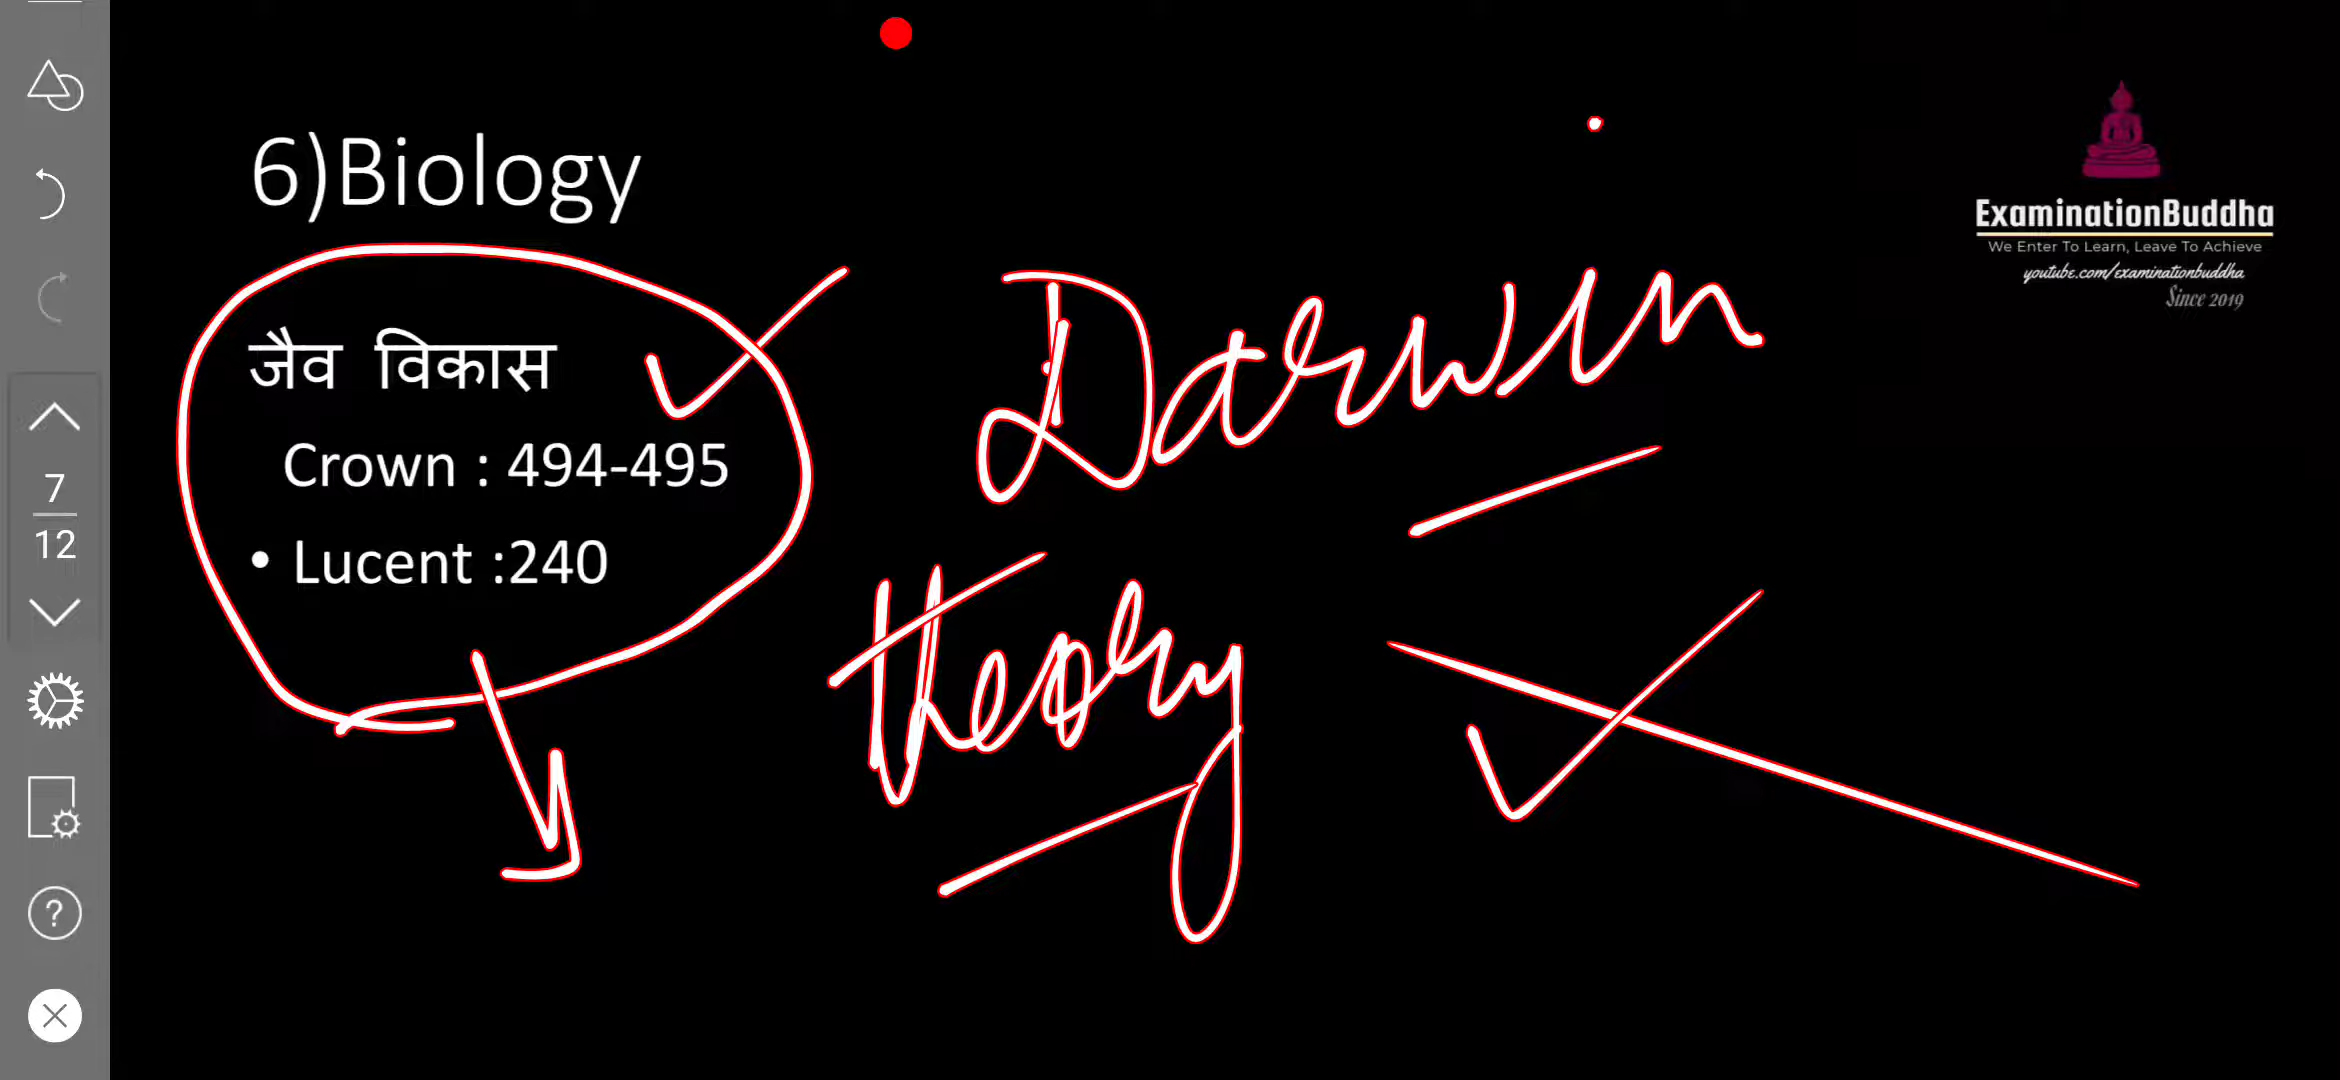 6)Biology
जैव विकास
Crown : 494-495
• Lucent :240
Darwin
theory
ExaminationBuddha
We Enter To Learn, Leave To Achieve
youtube.com/examinationbuddha
Since 2019
7
12
?